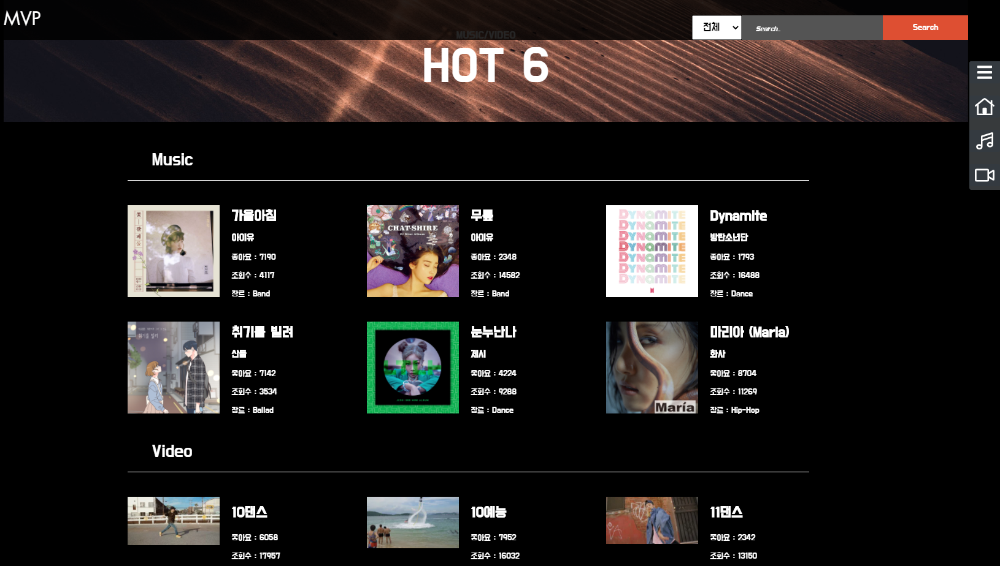 MVP
전체
Search..
Search
MUSIC/VIDEO
HOT 6
Music
가을아침
아이유
좋아요 : 7190
조회수 : 4117
장르 : Band
CHAT-SHIRE
IU Mini Album
무릎
아이유
좋아요 : 2348
조회수 : 14582
장르 : Band
DYNAMITE
DYNAMITE
DYNAMITE
DYNAMITE
DYNAMITE
DYNAMITE
DYNAMITE
Dynamite
방탄소년단
좋아요 : 1793
조회수 : 16488
장르 : Dance
취기를 빌려
취기를 빌려
산들
좋아요 : 7142
조회수 : 3534
장르 : Ballad
눈누난나
제시
좋아요 : 4224
조회수 : 9288
장르 : Dance
María
마리아 (Maria)
화사
좋아요 : 8704
조회수 : 11269
장르 : Hip-Hop
Video
10댄스
좋아요 : 6058
조회수 : 17957
10예능
좋아요 : 7952
조회수 : 16032
11댄스
좋아요 : 2342
조회수 : 13150